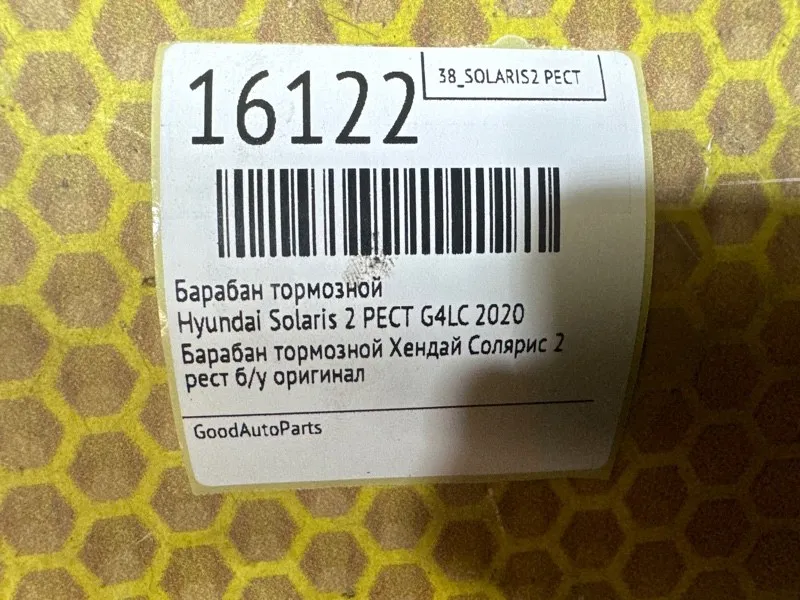 16122
38_SOLARIS2 РЕСТ
Барабан тормозной
Hyundai Solaris 2 РЕСТ G4LC 2020
Барабан тормозной Хендай Солярис 2
рест б/у оригинал
GoodAutoParts